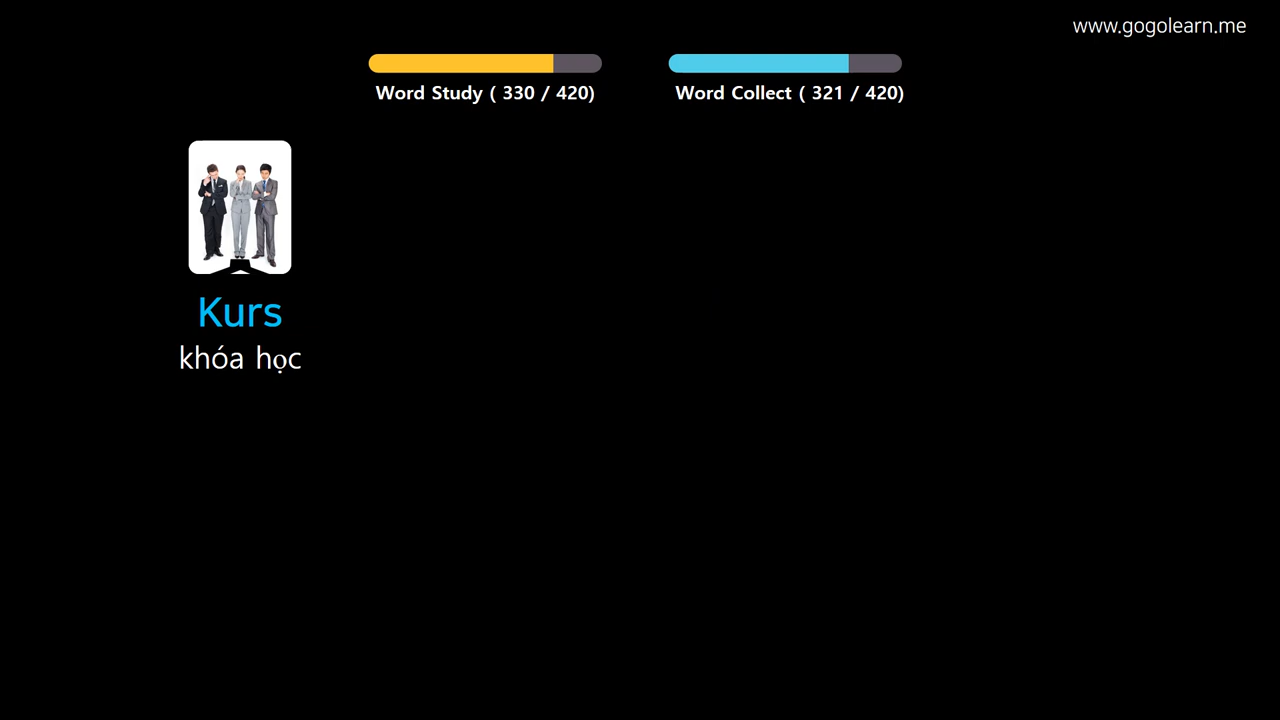 www.gogolearn.me
Word Study ( 330 / 420)
Word Collect ( 321 / 420)
Kurs
khóa học